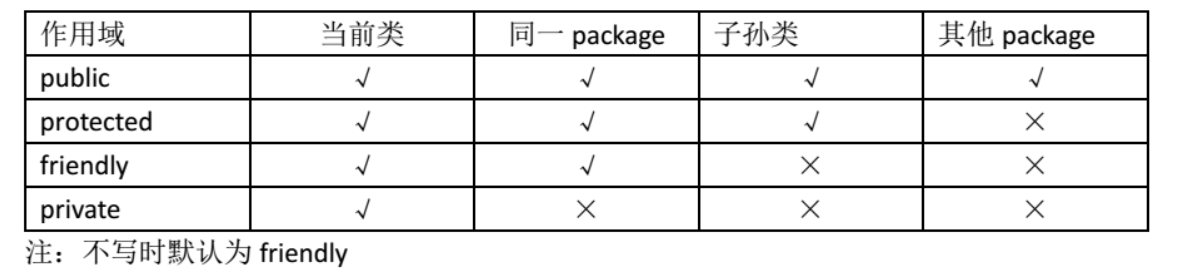 作用域 当前类 同一 package 子孙类 其他 package
public √ √ √ √
protected √ √ √ ×
friendly √ √ × ×
private √ × × ×
注：不写时默认为 friendly